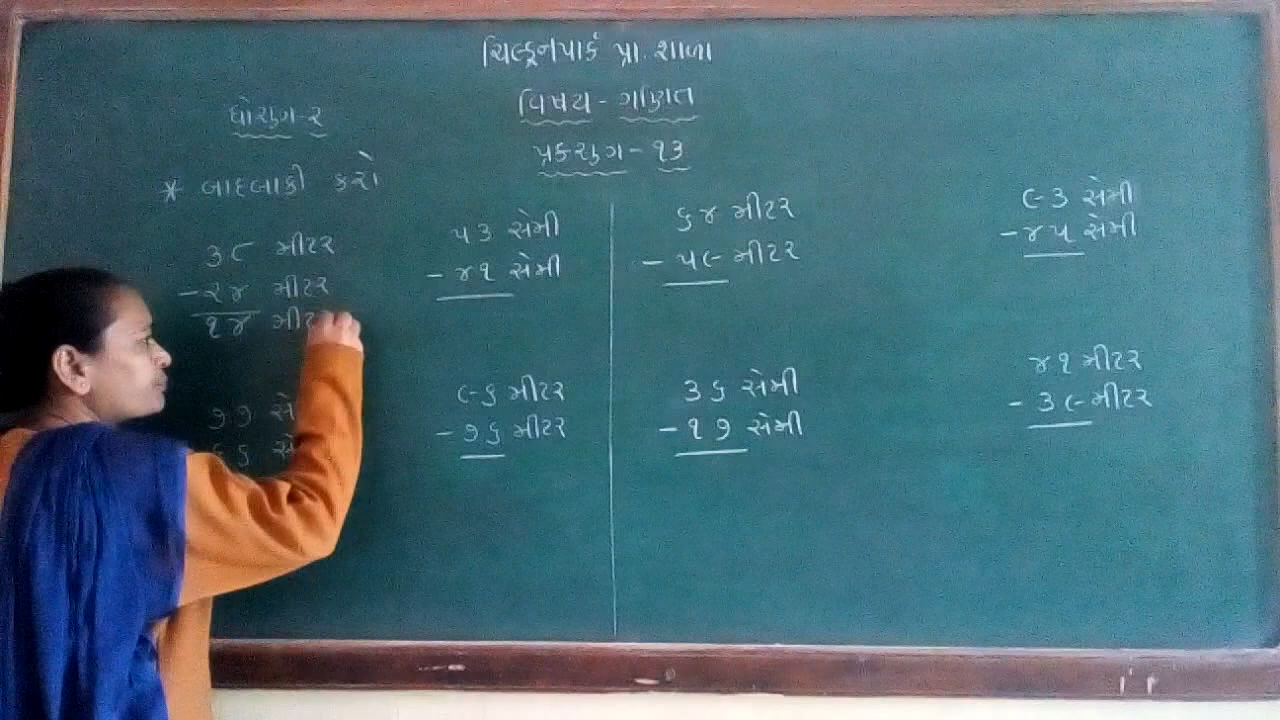 ચિલ્ડ્રનપાર્ક પ્રા. શાળા
વિષય - ગણિત
ધોરણ - ૨
પ્રકરણ - ૧૩
* બાદબાકી કરો
૩૮ મીટર
- ૨૪ મીટર
૧૪
૫૩ સેમી
- ૪૧ સેમી
૭૭
૯૬ મીટર
- ૭૬ મીટર
૬૪ મીટર
- ૫૯ મીટર
૯૩ સેમી
- ૪૫ સેમી
૩૬ સેમી
- ૧૭ સેમી
૪૧ મીટર
- ૩૯ મીટર